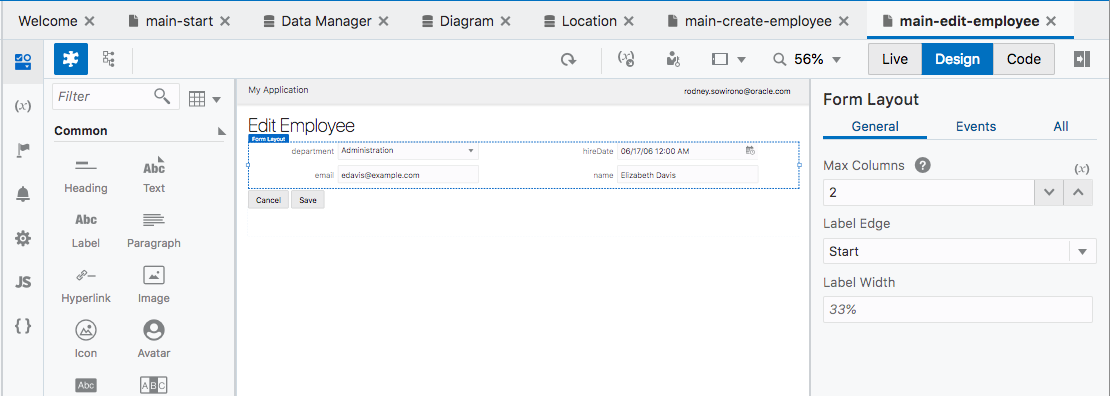 Welcome main-start Data Manager Diagram Location main-create-employee main-edit-employee
56% Live Design Code
Filter
Common
Heading Text
Abc
Label Paragraph
Abc
Hyperlink Image
Icon Avatar
Abc ABC
(x)
JS
{ }
My Application rodney.sowirono@oracle.com
Edit Employee
Form Layout
department Administration hireDate 06/17/06 12:00 AM
email edavis@example.com name Elizabeth Davis
Cancel Save
Form Layout
General Events All
Max Columns ? (x)
2
Label Edge
Start
Label Width
33%